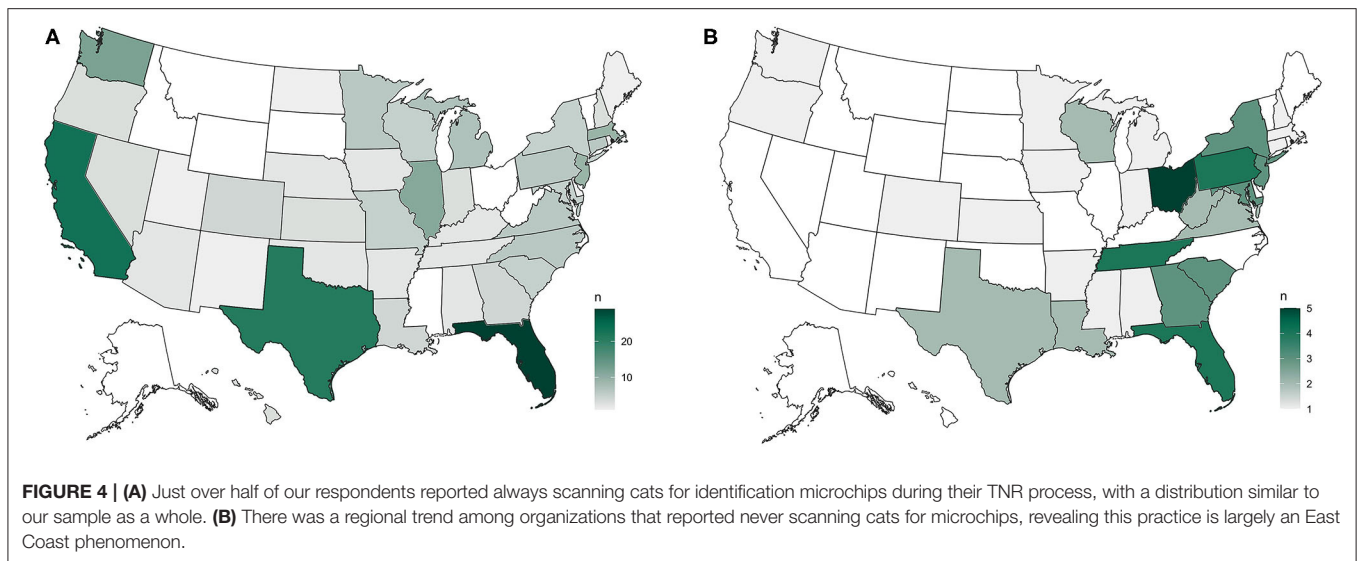 A
B
n
20
10
n
5
4
3
2
1
FIGURE 4 | (A) Just over half of our respondents reported always scanning cats for identification microchips during their TNR process, with a distribution similar to
our sample as a whole. (B) There was a regional trend among organizations that reported never scanning cats for microchips, revealing this practice is largely an East
Coast phenomenon.